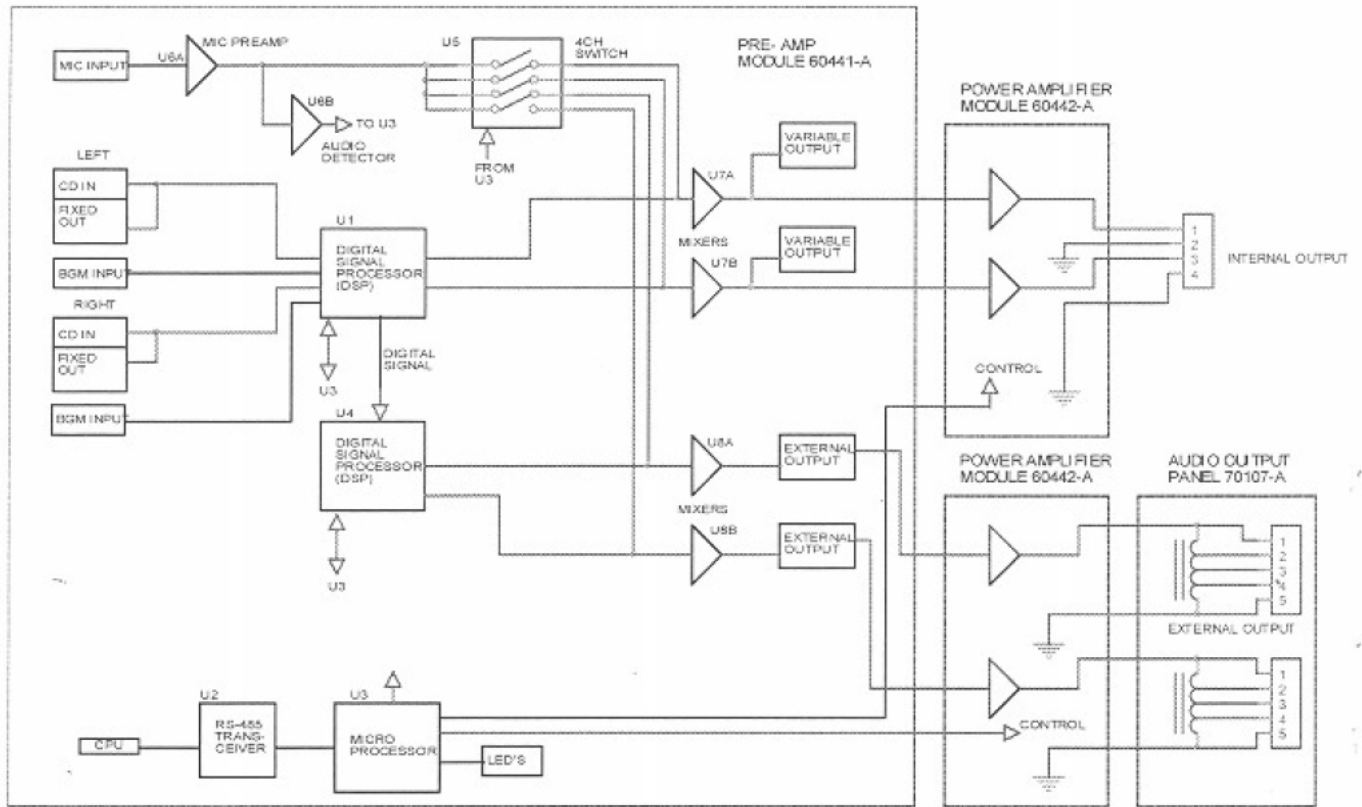 MIC INPUT
U6A
MIC PREAMP
U6B
TO U3
AUDIO
DETECTOR
U5
4CH
SWITCH
FROM
U3
PRE- AMP
MODULE 60441-A
LEFT
CD IN
FIXED
OUT
BGM INPUT
RIGHT
CD IN
FIXED
OUT
BGM INPUT
U1
DIGITAL
SIGNAL
PROCESSOR
(DSP)
U3
DIGITAL
SIGNAL
U4
DIGITAL
SIGNAL
PROCESSOR
(DSP)
U3
U7A
VARIABLE
OUTPUT
MIXERS
U7B
VARIABLE
OUTPUT
U8A
EXTERNAL
OUTPUT
MIXERS
U8B
EXTERNAL
OUTPUT
POWER AMPLIFIER
MODULE 60442-A
CONTROL
1
2
3
4
INTERNAL OUTPUT
POWER AMPLIFIER
MODULE 60442-A
CONTROL
AUDIO OUTPUT
PANEL 70107-A
1
2
3
4
5
EXTERNAL OUTPUT
1
2
3
4
5
CPU
U2
RS-485
TRANS-
CEIVER
U3
MICRO
PROCESSOR
LED'S